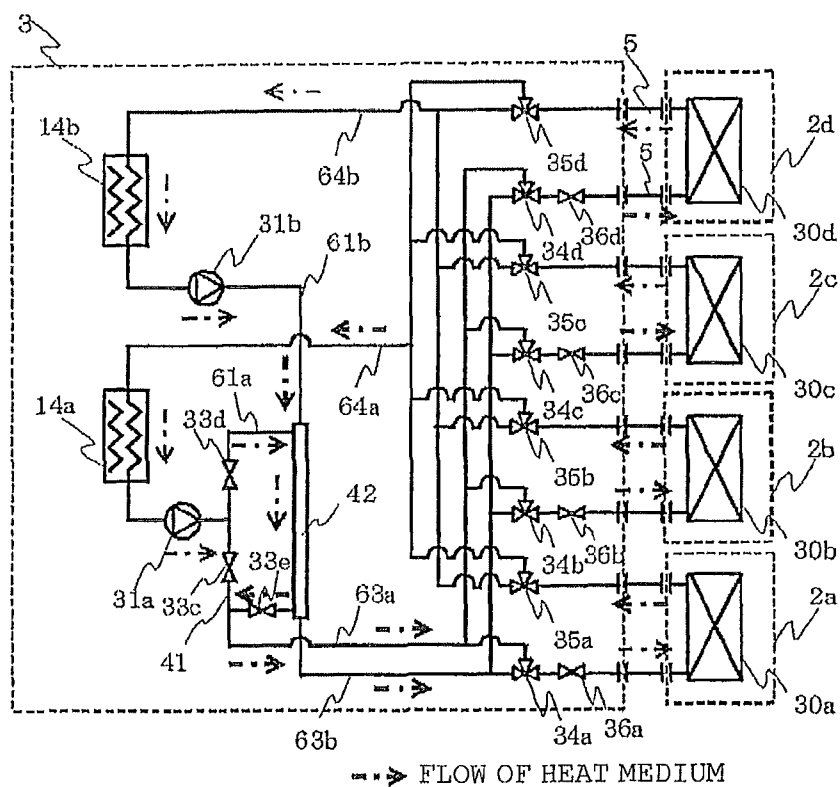 3
5
14b
64b
35d
5
2d
31b
61b
36d
34d
30d
2c
35c
61a
64a
36c
30c
14a
33d
34c
42
35b
2b
31a
33c
33e
36b
34b
30b
63a
35a
2a
41
63b
34a
36a
30a
FLOW OF HEAT MEDIUM